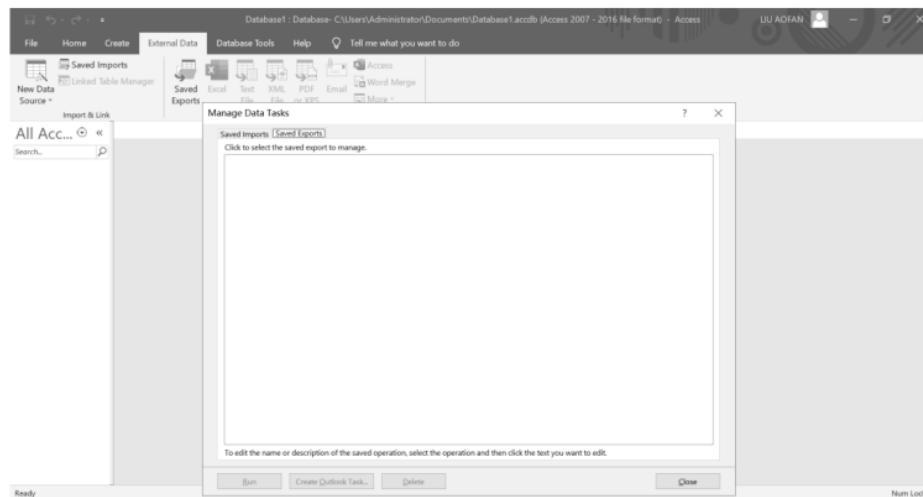 Database1 : Database- C:\Users\Administrator\Documents\Database1.accdb (Access 2007 - 2016 file format) - Access
LIU AOFAN
File Home Create External Data Database Tools Help Tell me what you want to do
Saved Imports
Linked Table Manager
New Data
Source
Import & Link
Saved
Exports
Excel
Text
File
XML
File
PDF
or XPS
Email
Access
Word Merge
More
All Acc...
Search...
Manage Data Tasks
Saved Imports Saved Exports
Click to select the saved export to manage.
To edit the name or description of the saved operation, select the operation and then click the text you want to edit.
Run Create Outlook Task... Delete Close
Ready
Num Loc